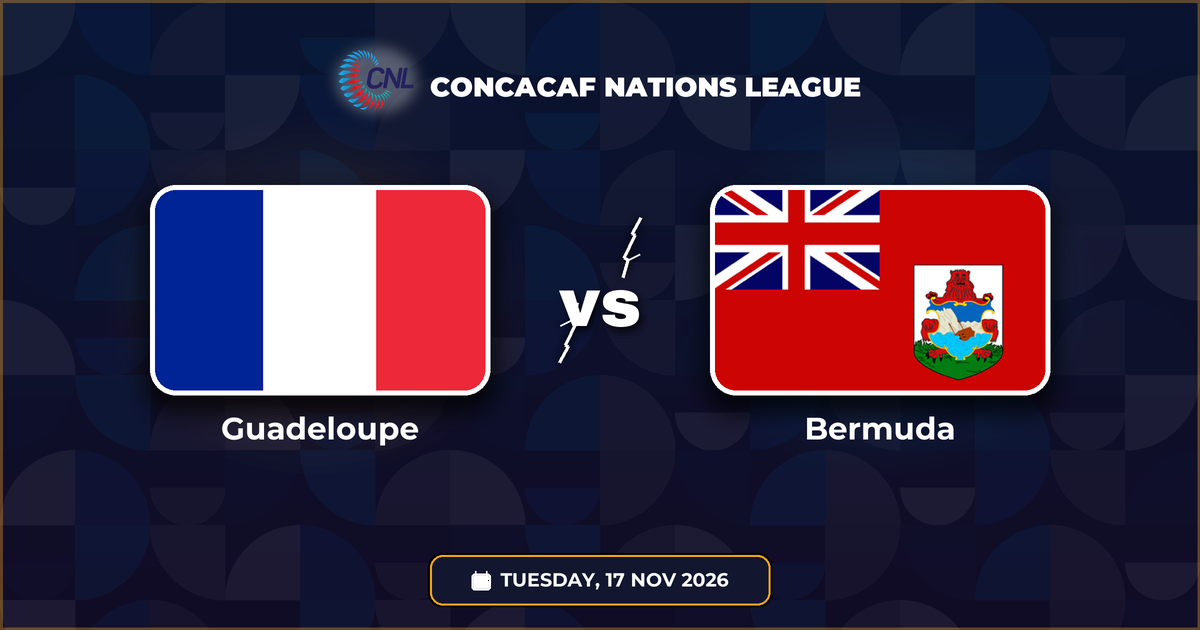 CNL CONCACAF NATIONS LEAGUE
vs
Guadeloupe
Bermuda
TUESDAY, 17 NOV 2026